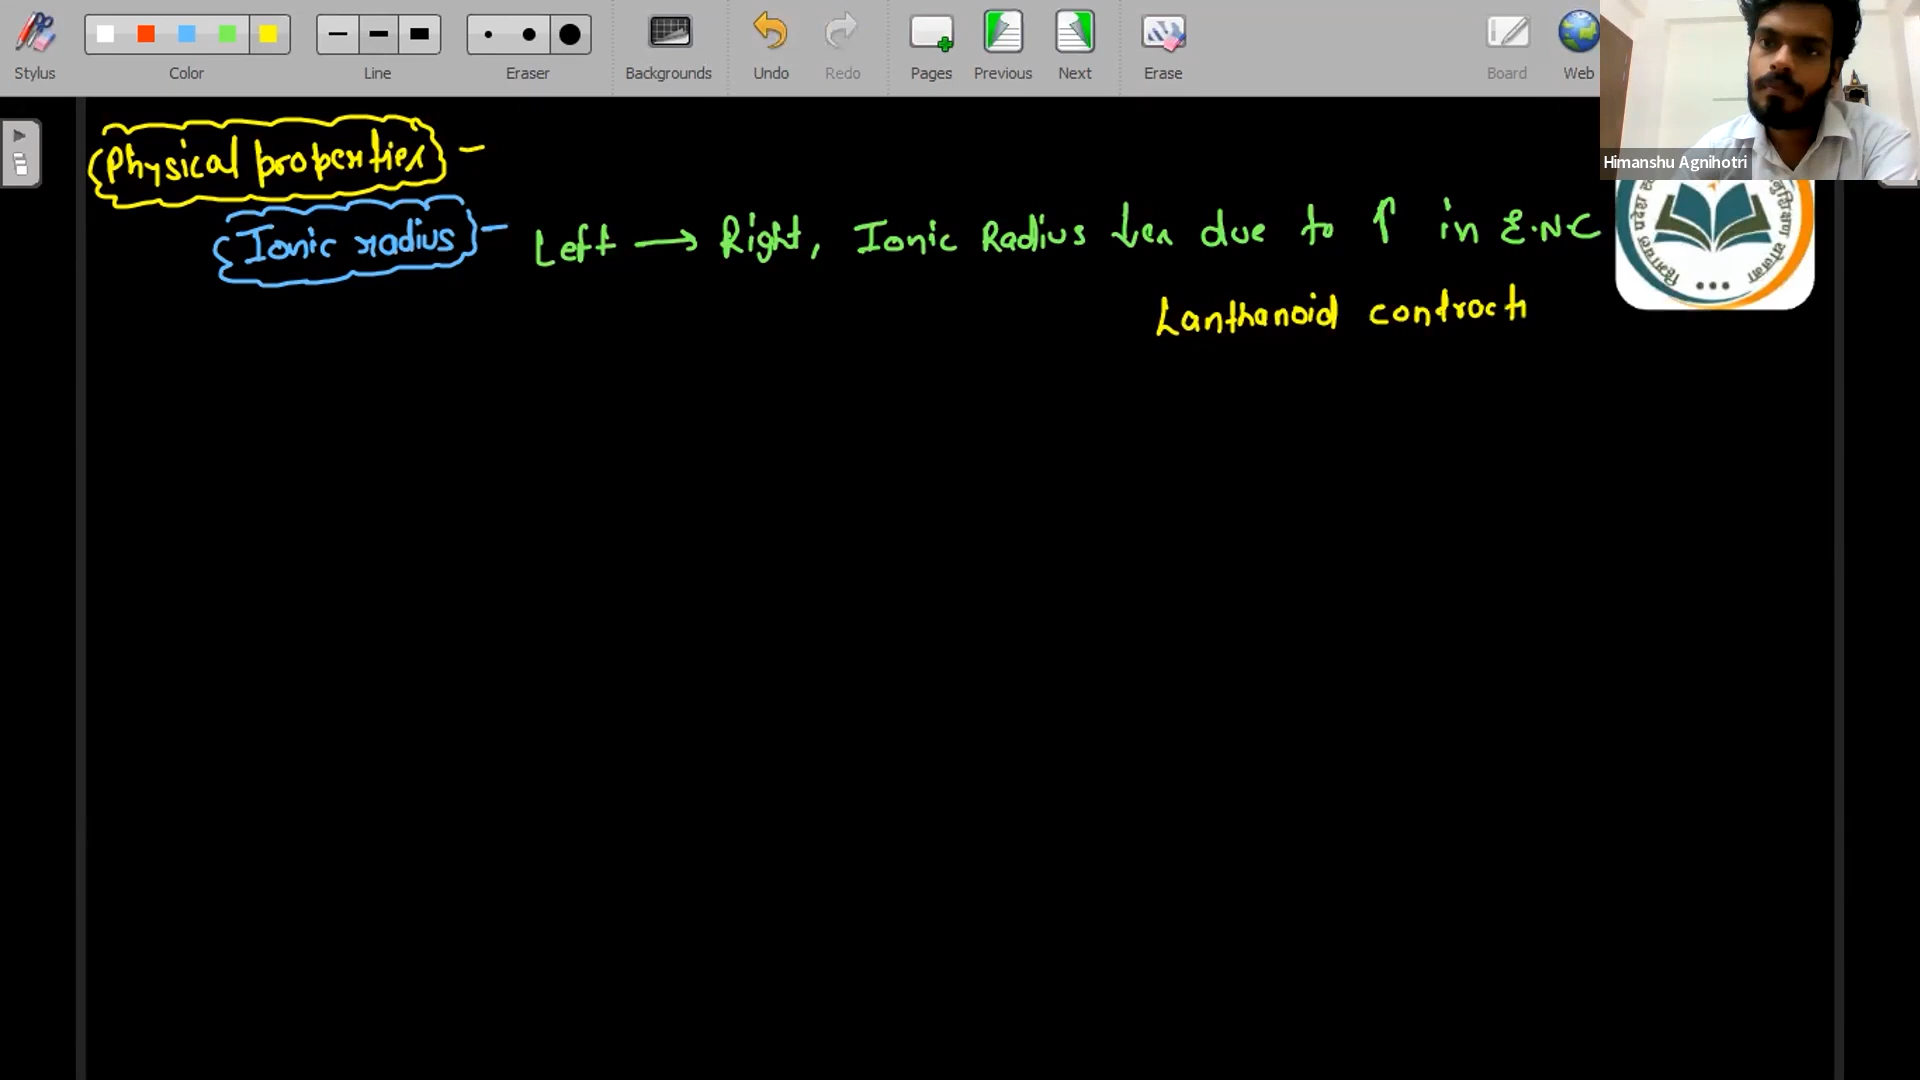 Stylus Color Line Eraser Backgrounds Undo Redo Pages Previous Next Erase Board Web
Himanshu Agnihotri
Physical properties -
Ionic radius - Left → Right, Ionic Radius ↓es due to ↑ in E.N.C
Lanthanoid contracti